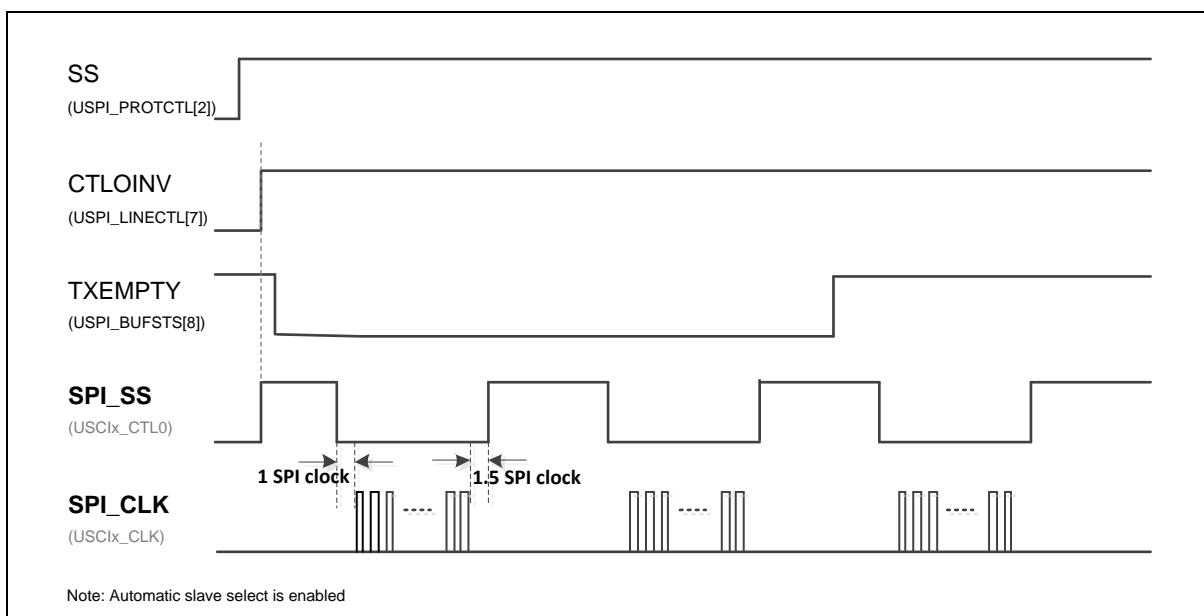 SS
(USPI_PROTCTL[2])
CTLOINV
(USPI_LINECTL[7])
TXEMPTY
(USPI_BUFSTS[8])
SPI_SS
(USCIx_CTL0)
1 SPI clock
1.5 SPI clock
SPI_CLK
(USCIx_CLK)
Note: Automatic slave select is enabled